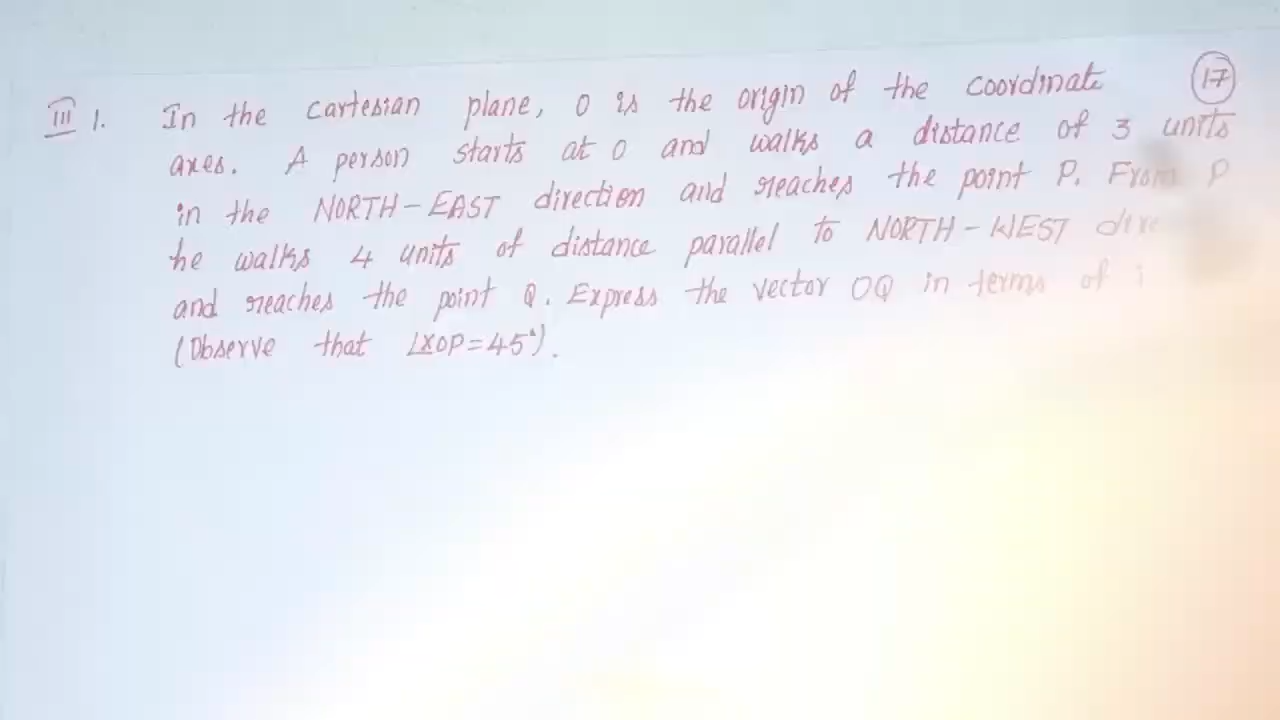 III 1. In the cartesian plane, O is the origin of the coordinate 17
axes. A person starts at O and walks a distance of 3 units
in the NORTH-EAST direction and reaches the point P. From P
he walks 4 units of distance parallel to NORTH-WEST
and reaches the point Q. Express the vector OQ in terms of i
(Observe that ∠XOP=45°).